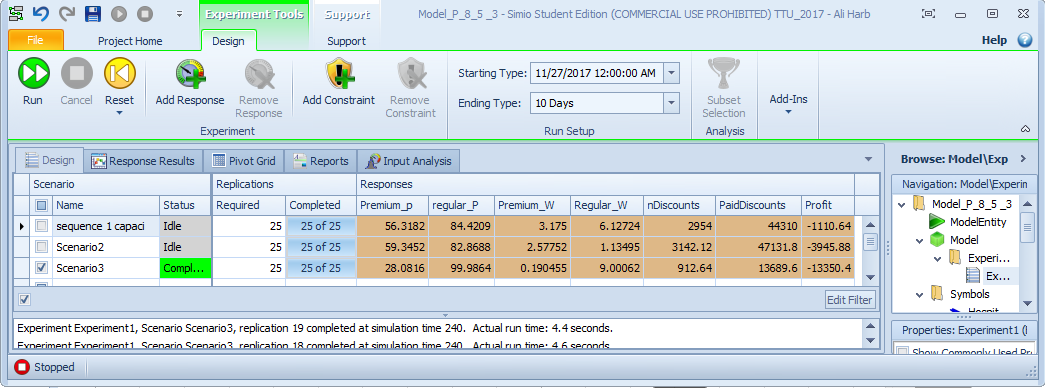 Experiment Tools Support Model_P_8_5 _3 - Simio Student Edition (COMMERCIAL USE PROHIBITED) TTU_2017 - Ali Harb
File Project Home Design Support Help
Run Cancel Reset Add Response Remove Response Add Constraint Remove Constraint
Experiment
Starting Type: 11/27/2017 12:00:00 AM
Ending Type: 10 Days
Run Setup
Subset Selection
Analysis
Add-Ins
Design Response Results Pivot Grid Reports Input Analysis
Scenario Replications Responses
Name Status Required Completed Premium_p regular_P Premium_W Regular_W nDiscounts PaidDiscounts Profit
sequence 1 capaci Idle 25 25 of 25 56.3182 84.4209 3.175 6.12724 2954 44310 -1110.64
Scenario2 Idle 25 25 of 25 59.3452 82.8688 2.57752 1.13495 3142.12 47131.8 -3945.88
Scenario3 Compl... 25 25 of 25 28.0816 99.9864 0.190455 9.00062 912.64 13689.6 -13350.4
Edit Filter
Experiment Experiment1, Scenario Scenario3, replication 19 completed at simulation time 240. Actual run time: 4.4 seconds.
Experiment Experiment1, Scenario Scenario3, replication 18 completed at simulation time 240. Actual run time: 4.6 seconds.
Browse: Model\Exp
Navigation: Model\Experin
Model_P_8_5 _3
ModelEntity
Model
Experi...
Ex...
Symbols
Hospit
Properties: Experiment1 (I
Show Commonly Used Pr
Stopped